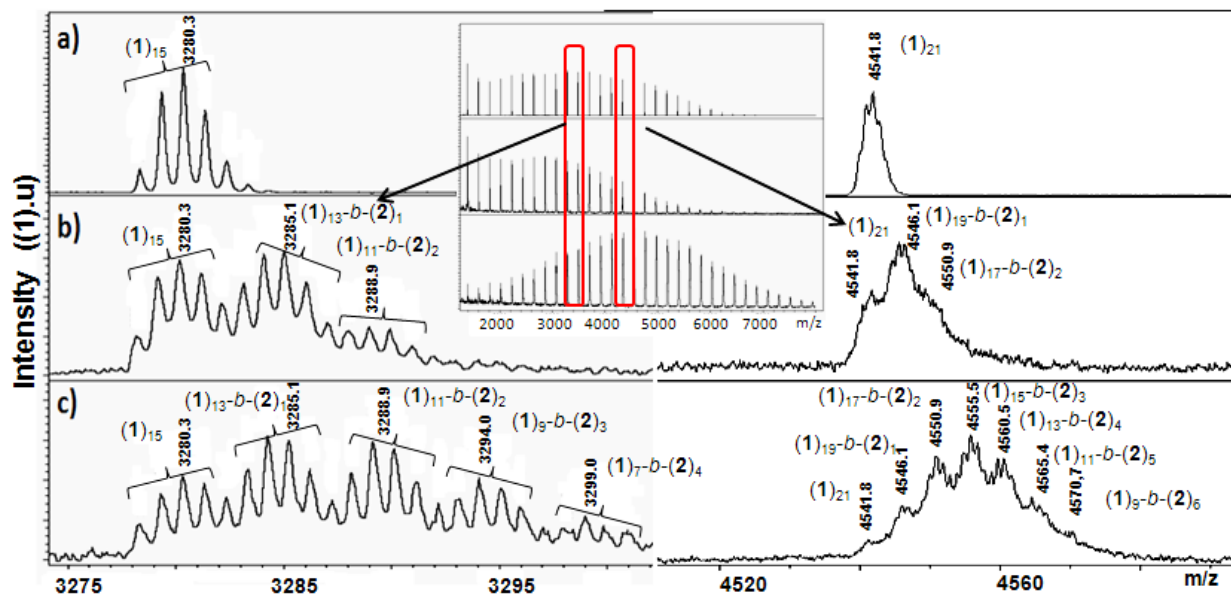 Intensity ((1).u)
a)
(1)15
3280.3
4541.8
(1)21
2000 3000 4000 5000 6000 7000 m/z
b)
(1)15
3280.3
3285.1
(1)13-b-(2)1
(1)11-b-(2)2
3288.9
(1)21
4541.8
4546.1
(1)19-b-(2)1
4550.9
(1)17-b-(2)2
c)
(1)15
3280.3
(1)13-b-(2)1
3285.1
(1)11-b-(2)2
3288.9
(1)9-b-(2)3
3294.0
(1)7-b-(2)4
3299.0
(1)21
4541.8
(1)19-b-(2)1
4546.1
(1)17-b-(2)2
4550.9
(1)15-b-(2)3
4555.5
(1)13-b-(2)4
4560.5
(1)11-b-(2)5
4565.4
(1)9-b-(2)6
4570,7
3275 3285 3295 4520 4560 m/z